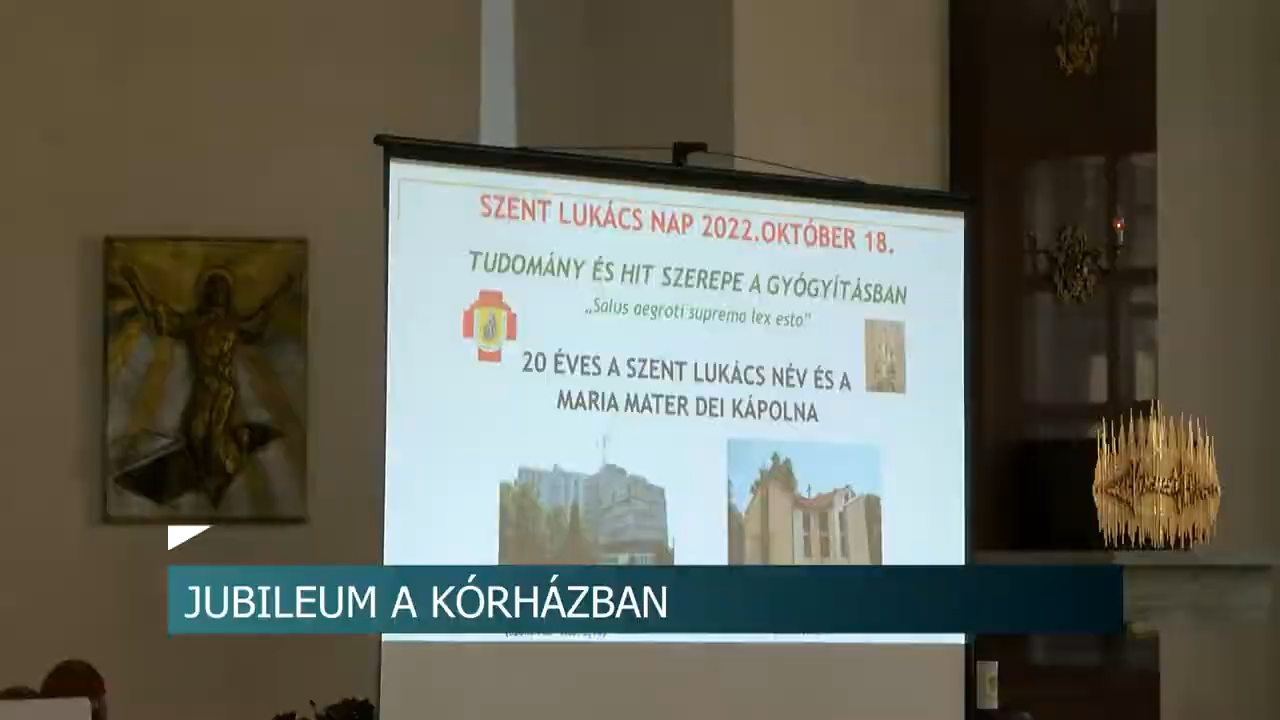 SZENT LUKÁCS NAP 2022.OKTÓBER 18.
TUDOMÁNY ÉS HIT SZEREPE A GYÓGYÍTÁSBAN
„Salus aegroti suprema lex esto”
20 ÉVES A SZENT LUKÁCS NÉV ÉS A
MARIA MATER DEI KÁPOLNA
JUBILEUM A KÓRHÁZBAN